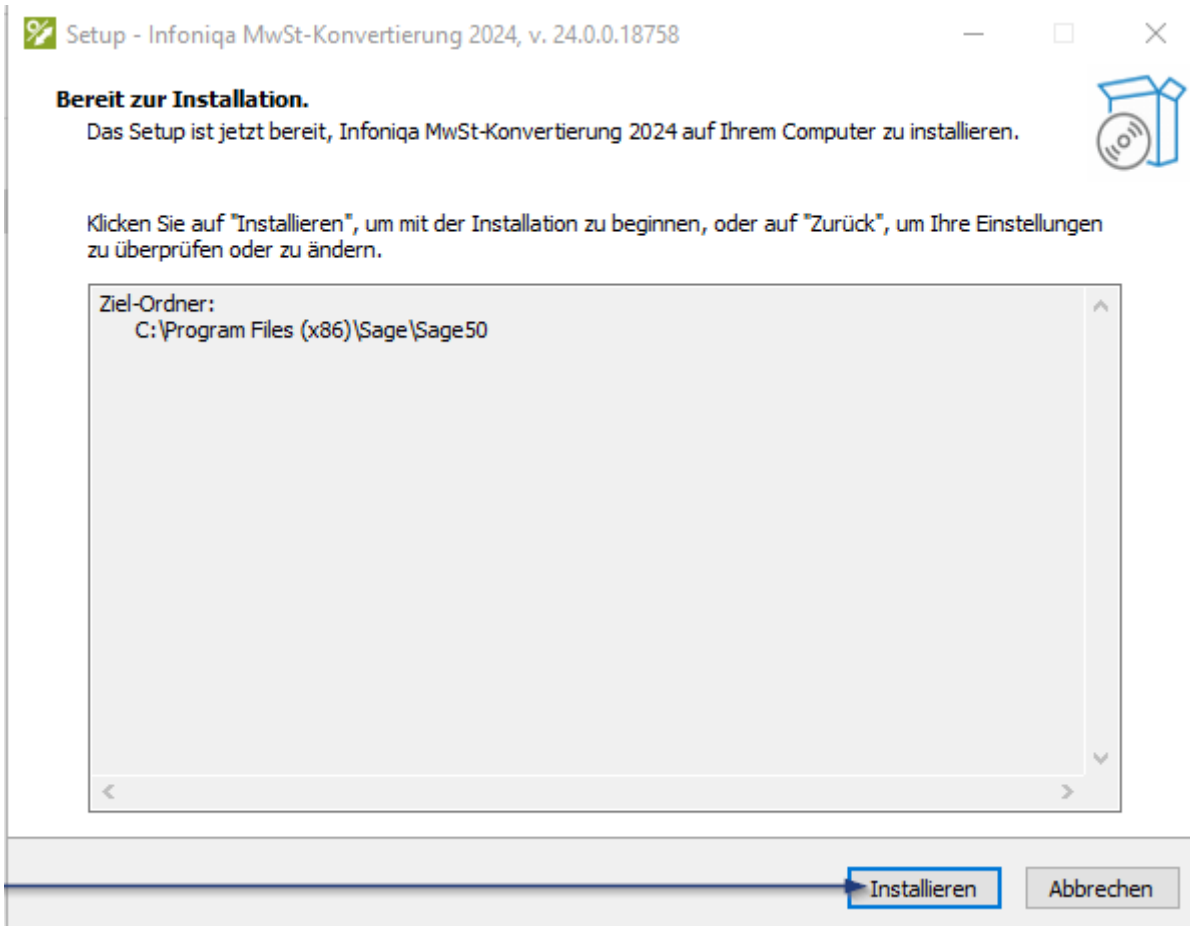 Setup - Infoniqa MwSt-Konvertierung 2024, v. 24.0.0.18758
Bereit zur Installation.
Das Setup ist jetzt bereit, Infoniqa MwSt-Konvertierung 2024 auf Ihrem Computer zu installieren.
Klicken Sie auf "Installieren", um mit der Installation zu beginnen, oder auf "Zurück", um Ihre Einstellungen
zu überprüfen oder zu ändern.
Ziel-Ordner:
C:\Program Files (x86)\Sage\Sage50
Installieren
Abbrechen